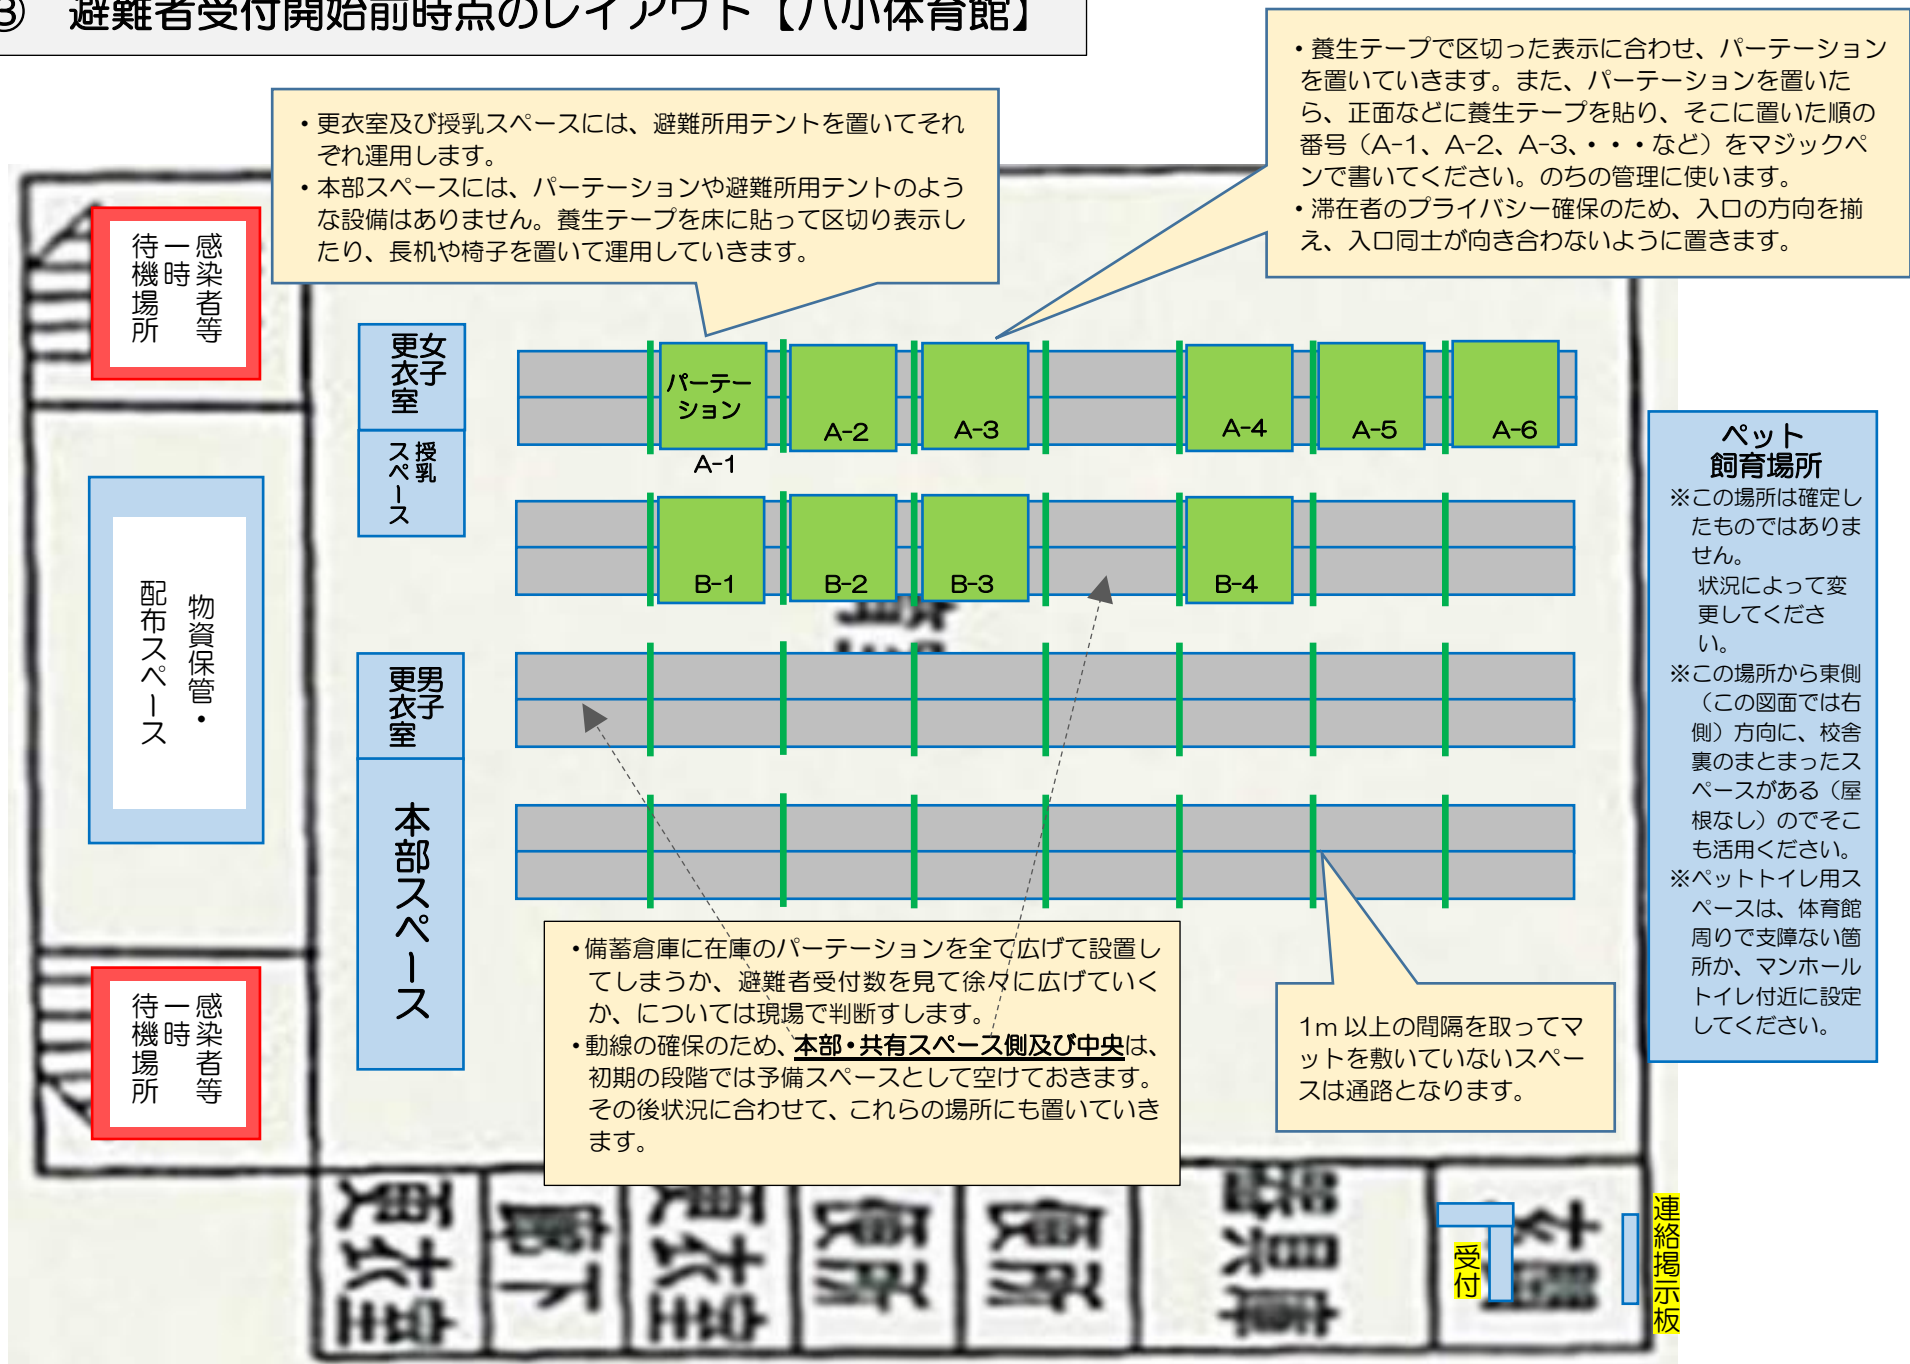 ③　避難者受付開始前時点のレイアウト【八小体育館】
・更衣室及び授乳スペースには、避難所用テントを置いてそれ
ぞれ運用します。
・本部スペースには、パーテーションや避難所用テントのよう
な設備はありません。養生テープを床に貼って区切り表示し
たり、長机や椅子を置いて運用していきます。
・養生テープで区切った表示に合わせ、パーテーション
を置いていきます。また、パーテーションを置いた
ら、正面などに養生テープを貼り、そこに置いた順の
番号（A-1、A-2、A-3、・・・など）をマジックペ
ンで書いてください。のちの管理に使います。
・滞在者のプライバシー確保のため、入口の方向を揃
え、入口同士が向き合わないように置きます。
感染者等
一時
待機場所
女子
更衣室
授乳
スペース
パーテー
ション
A-1
A-2
A-3
A-4
A-5
A-6
B-1
B-2
B-3
B-4
物資保管・
配布スペース
男子
更衣室
本部スペース
感染者等
一時
待機場所
ペット
飼育場所
※この場所は確定し
たものではありま
せん。
状況によって変
更してくださ
い。
※この場所から東側
（この図面では右
側）方向に、校舎
裏のまとまったス
ペースがある（屋
根なし）のでそこ
も活用ください。
※ペットトイレ用ス
ペースは、体育館
周りで支障ない箇
所か、マンホール
トイレ付近に設定
してください。
・備蓄倉庫に在庫のパーテーションを全て広げて設置し
てしまうか、避難者受付数を見て徐々に広げていく
か、については現場で判断すします。
・動線の確保のため、本部・共有スペース側及び中央は、
初期の段階では予備スペースとして空けておきます。
その後状況に合わせて、これらの場所にも置いていき
ます。
1m 以上の間隔を取ってマ
ットを敷いていないスペー
スは通路となります。
更衣室
廊下
更衣室
便所
便所
器具庫
受付
連絡掲示板